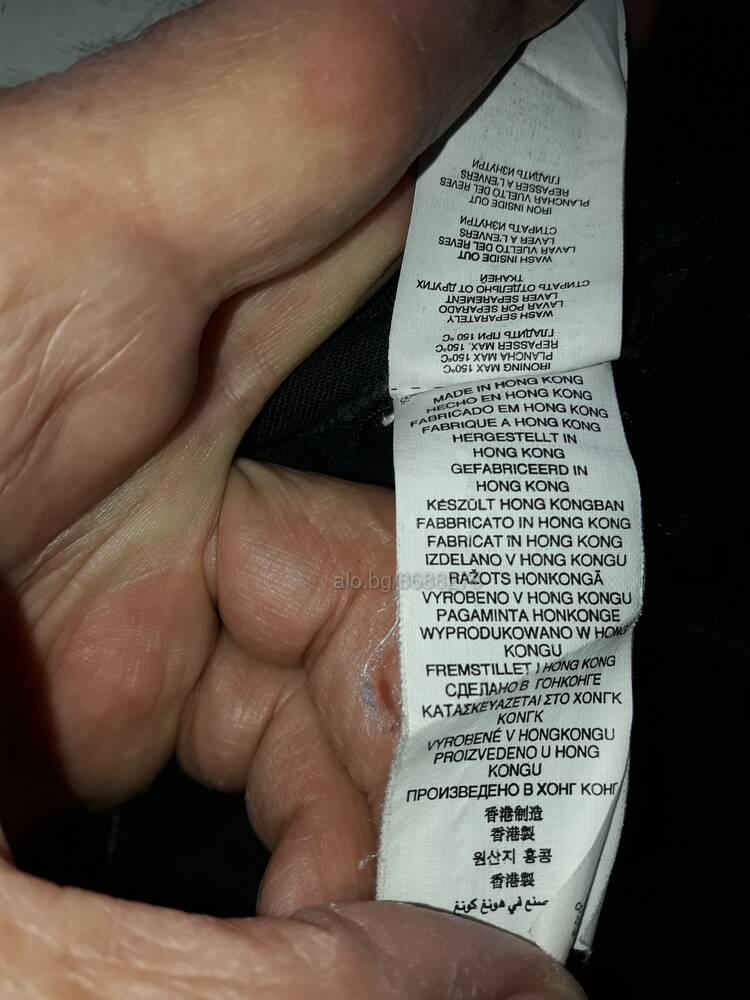 IRONING MAX 150°C
PLANCHA MAX 150°C
REPASSER MAX. 150°C
ГЛАДИТЬ ПРИ 150 °C
WASH SEPARATELY
LAVAR POR SEPARADO
LAVER SEPAREMENT
СТИРАТЬ ОТДЕЛЬНО ОТ ДРУГИХ
ТКАНЕЙ
WASH INSIDE OUT
LAVAR VUELTO DEL REVES
LAVER A L'ENVERS
СТИРАТЬ ИЗНУТРИ
IRON INSIDE OUT
PLANCHAR VUELTO DEL REVES
REPASSER A L'ENVERS
ГЛАДИТЬ ИЗНУТРИ
MADE IN HONG KONG
HECHO EN HONG KONG
FABRICADO EM HONG KONG
FABRIQUE A HONG KONG
HERGESTELLT IN
HONG KONG
GEFABRICEERD IN
HONG KONG
KÉSZÜLT HONG KONGBAN
FABBRICATO IN HONG KONG
FABRICAT ÎN HONG KONG
IZDELANO V HONG KONGU
RAŽOTS HONKONGĀ
VYROBENO V HONG KONGU
PAGAMINTA HONKONGE
WYPRODUKOWANO W HONG
KONGU
FREMSTILLET I HONG KONG
СДЕЛАНО В ГОНКОНГЕ
ΚΑΤΑΣΚΕΥΑΖΕΤΑΙ ΣΤΟ ΧΟΝΓΚ
ΚΟΝΓΚ
VYROBENÉ V HONGKONGU
PROIZVEDENO U HONG
KONGU
ПРОИЗВЕДЕНО В ХОНГ КОНГ
香港制造
香港製
원산지 홍콩
香港製
صنع في هونغ كونغ